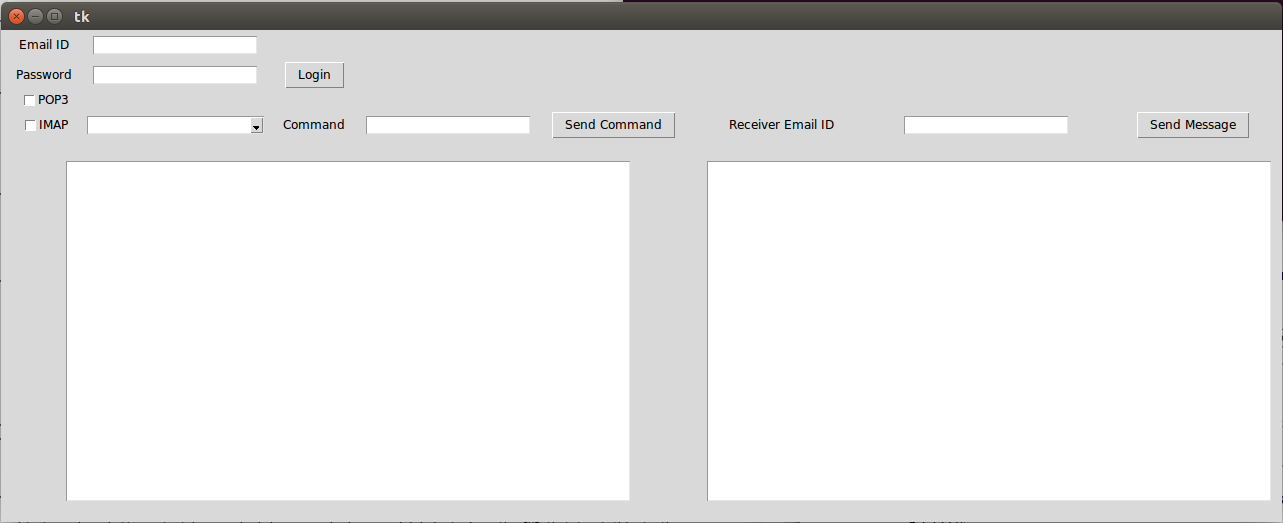 tk
Email ID
Password Login
POP3
IMAP Command Send Command Receiver Email ID Send Message